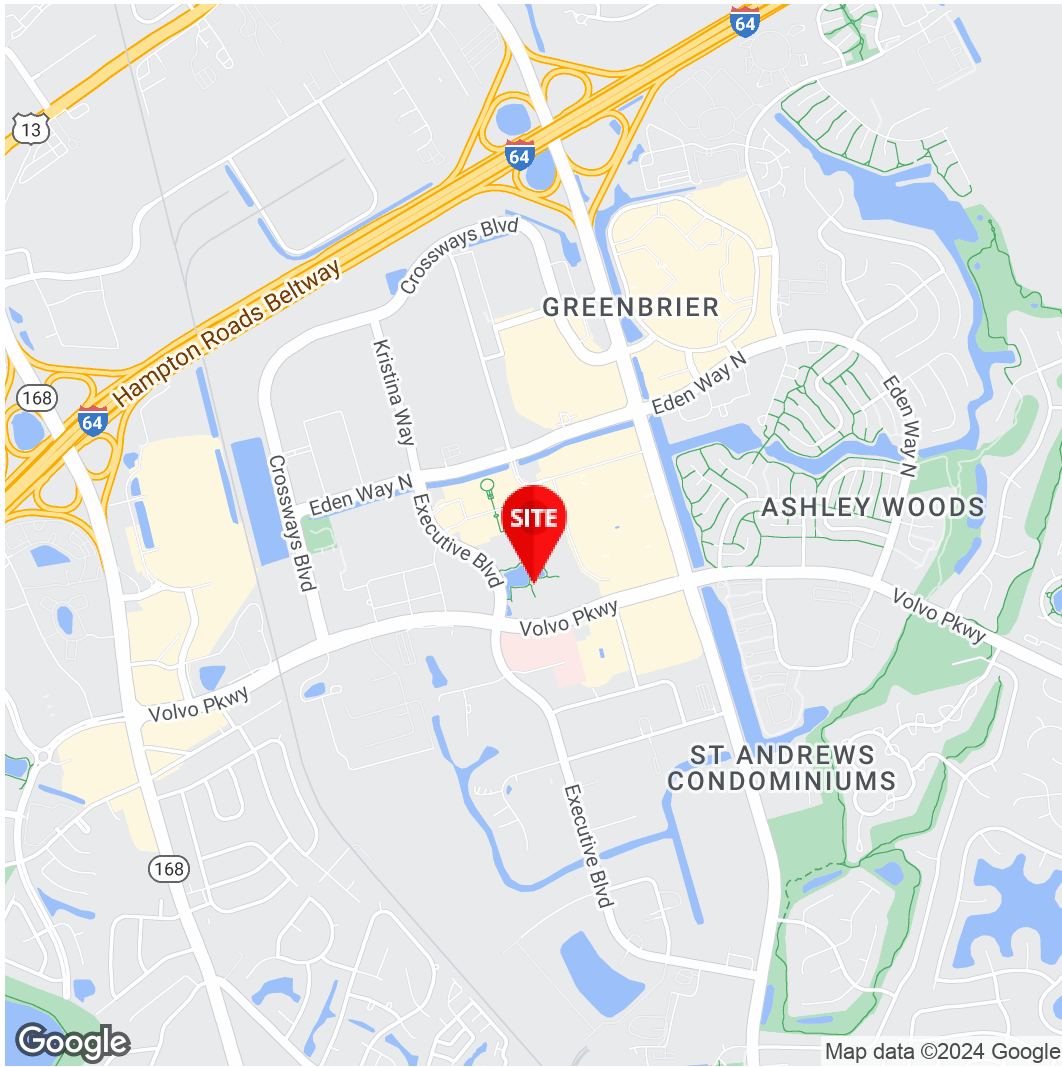 64
13
64
Crossways Blvd
Hampton Roads Beltway
GREENBRIER
Kristina Way
168
64
Eden Way N
Eden Way N
Crossways Blvd
Eden Way N
Executive Blvd
SITE
ASHLEY WOODS
Volvo Pkwy
Volvo Pkwy
Volvo Pkwy
ST ANDREWS
CONDOMINIUMS
Executive Blvd
168
Google
Map data ©2024 Google